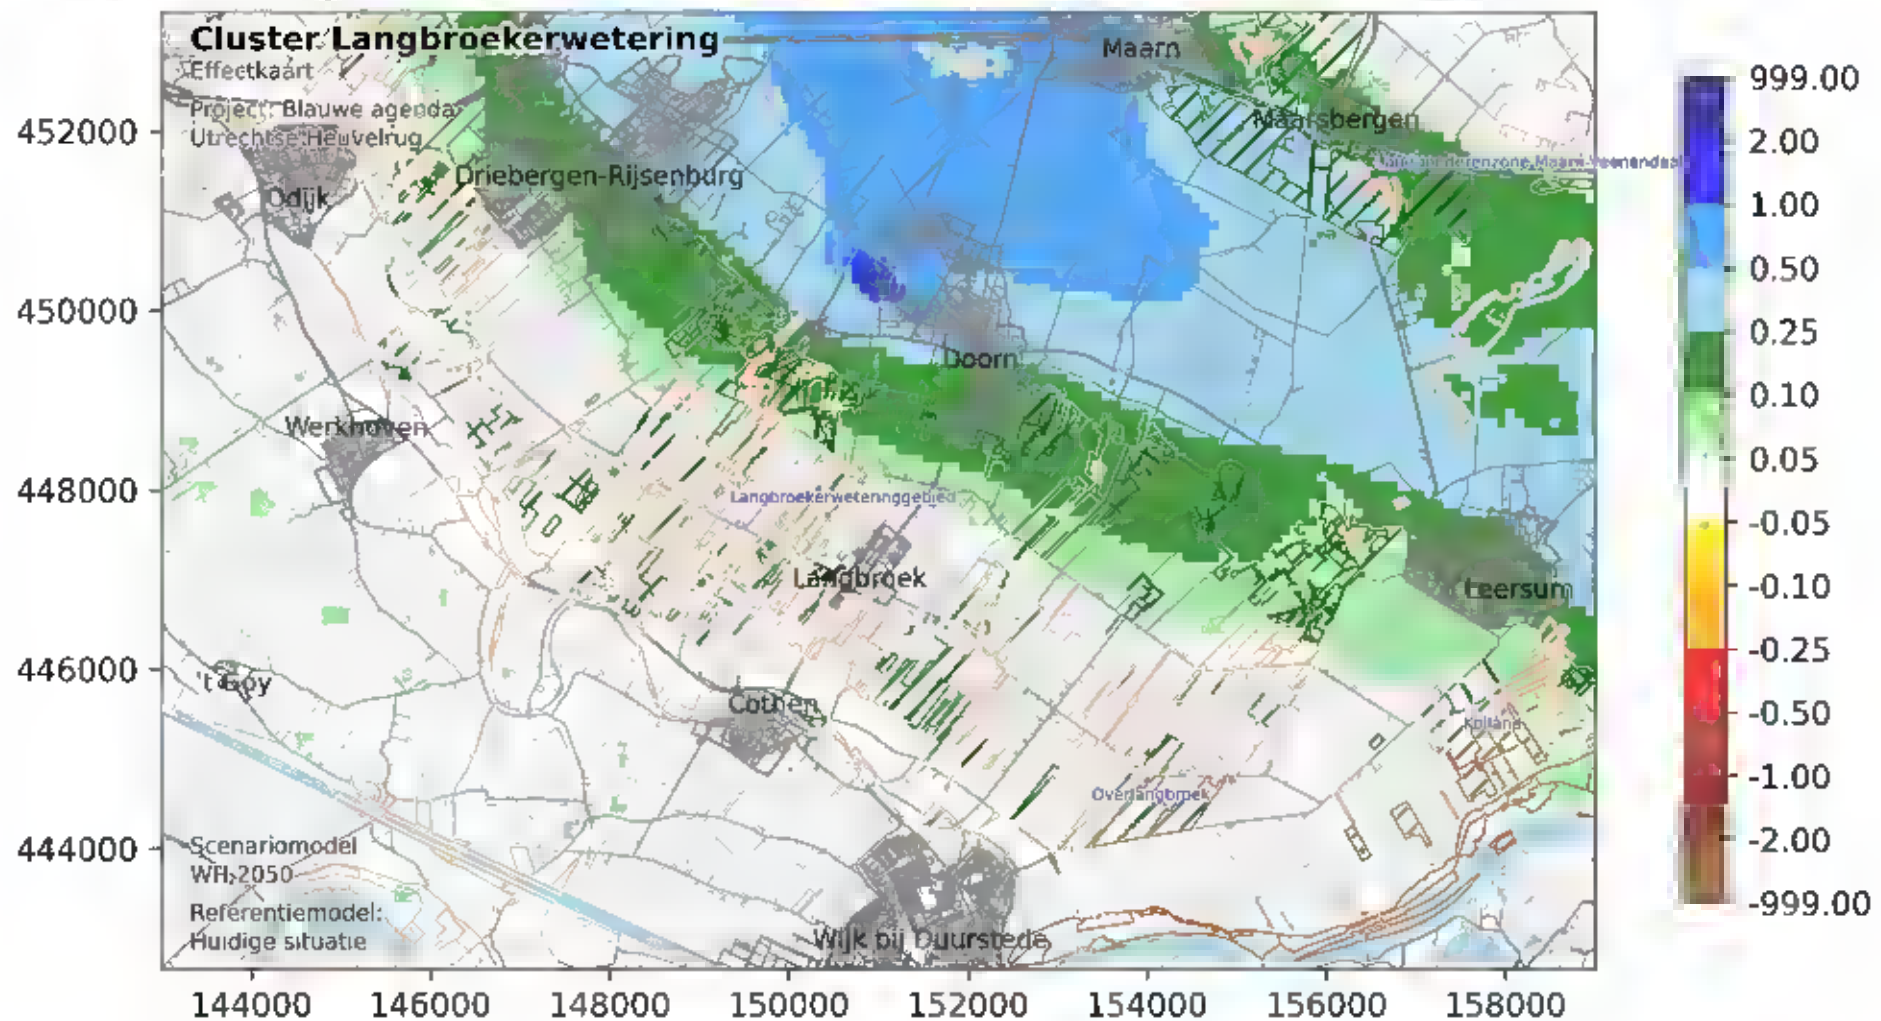 Cluster Langbroekerwetering
Effectkaart
Project: Blauwe agenda
Utrechtse Heuvelrug
Maarn
Maarsbergen
Driebergen-Rijsenburg
Odijk
Doorn
Werkhoven
Langbroekerweteringgebied
Langbroek
Leersum
't Goy
Cothen
Kolland
Overlangbroek
Scenariomodel
WH,2050
Referentiemodel:
Huidige situatie
Wijk bij Duurstede
452000
450000
448000
446000
444000
144000 146000 148000 150000 152000 154000 156000 158000
999.00
2.00
1.00
0.50
0.25
0.10
0.05
-0.05
-0.10
-0.25
-0.50
-1.00
-2.00
-999.00